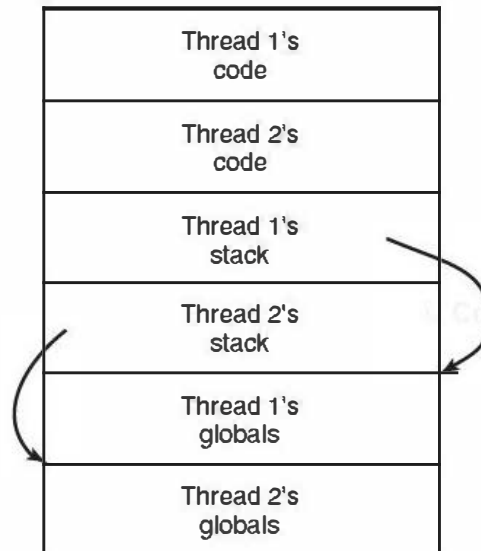 Thread 1's
code
Thread 2's
code
Thread 1's
stack
Thread 2's
stack
Thread 1's
globals
Thread 2's
globals